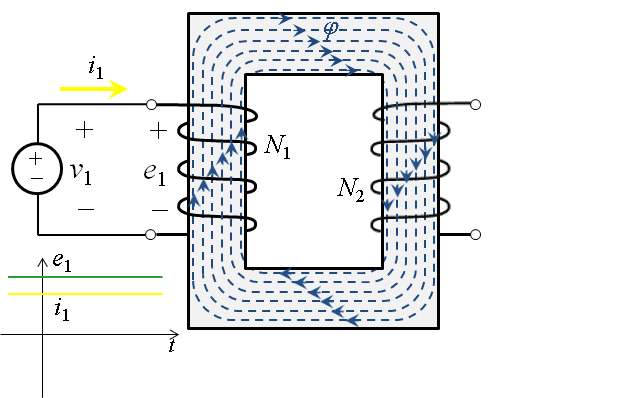 φ
i₁
+ +
+
−
v₁ e₁
N₁
N₂
− −
e₁
i₁
t